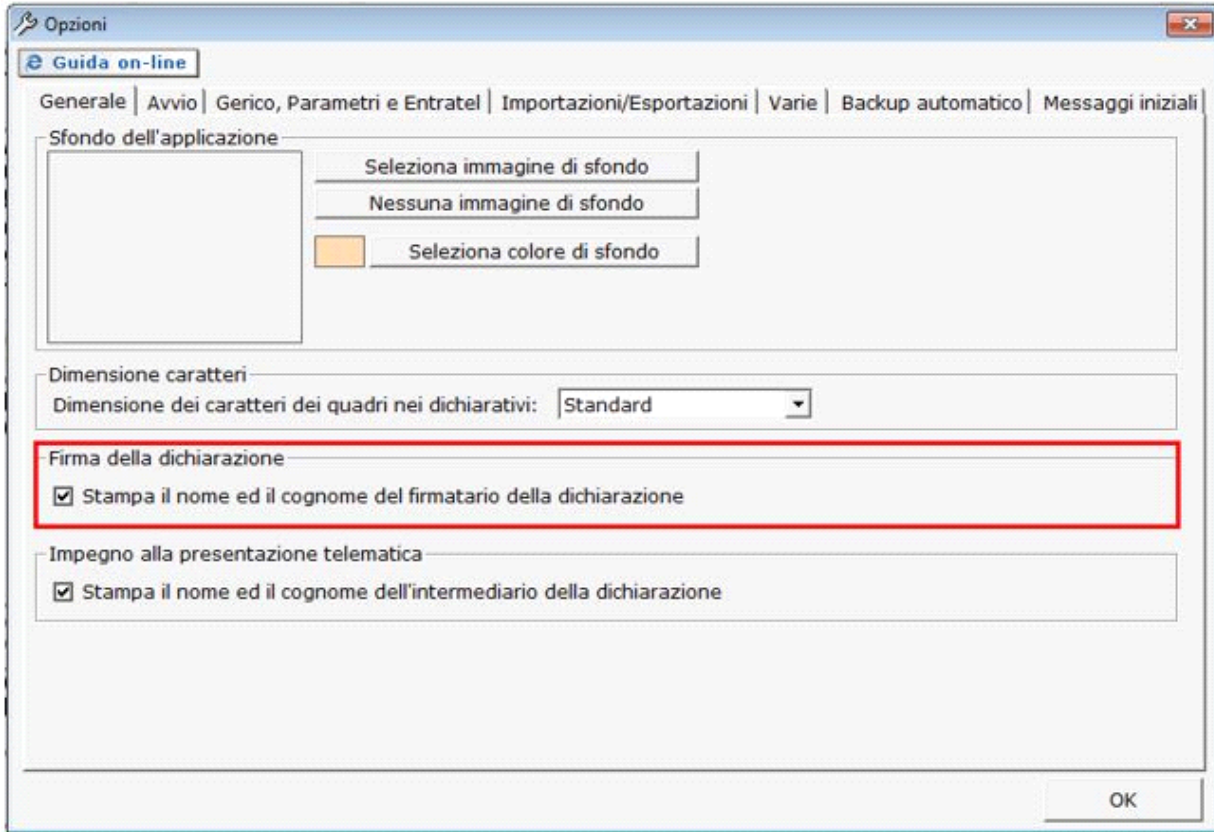 Opzioni
Guida on-line
Generale Avvio Gerico, Parametri e Entratel Importazioni/Esportazioni Varie Backup automatico Messaggi iniziali
Sfondo dell'applicazione
Seleziona immagine di sfondo
Nessuna immagine di sfondo
Seleziona colore di sfondo
Dimensione caratteri
Dimensione dei caratteri dei quadri nei dichiarativi: Standard
Firma della dichiarazione
Stampa il nome ed il cognome del firmatario della dichiarazione
Impegno alla presentazione telematica
Stampa il nome ed il cognome dell'intermediario della dichiarazione
OK